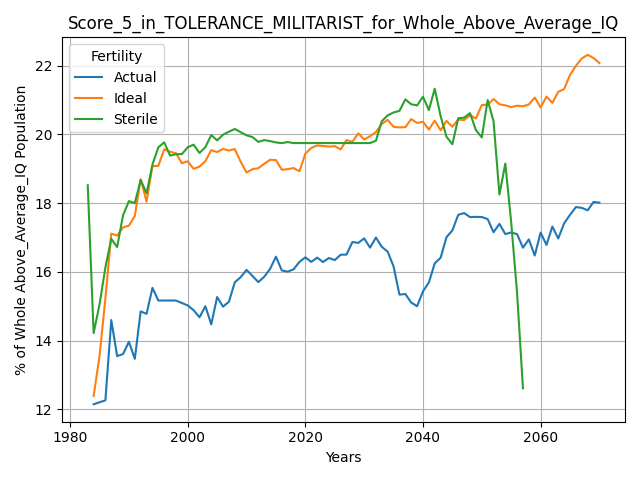 Score_5_in_TOLERANCE_MILITARIST_for_Whole_Above_Average_IQ
Fertility
Actual
Ideal
Sterile
% of Whole Above_Average_IQ Population
22
20
18
16
14
12
1980
2000
2020
2040
2060
Years